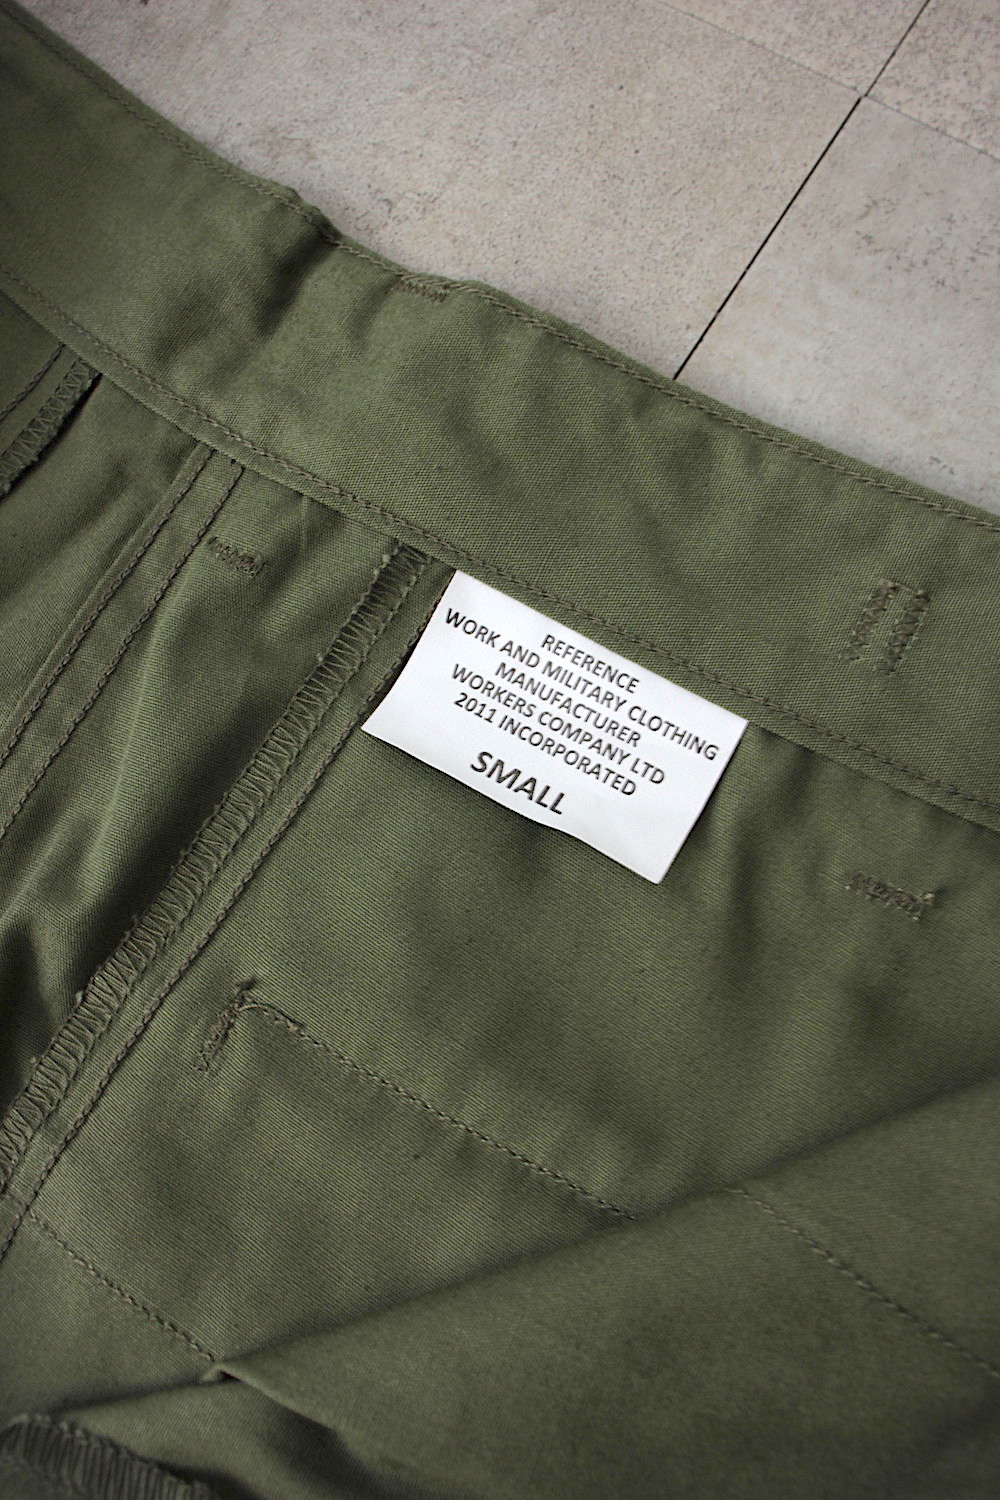 REFERENCE
WORK AND MILITARY CLOTHING
MANUFACTURER
WORKERS COMPANY LTD
2011 INCORPORATED
SMALL